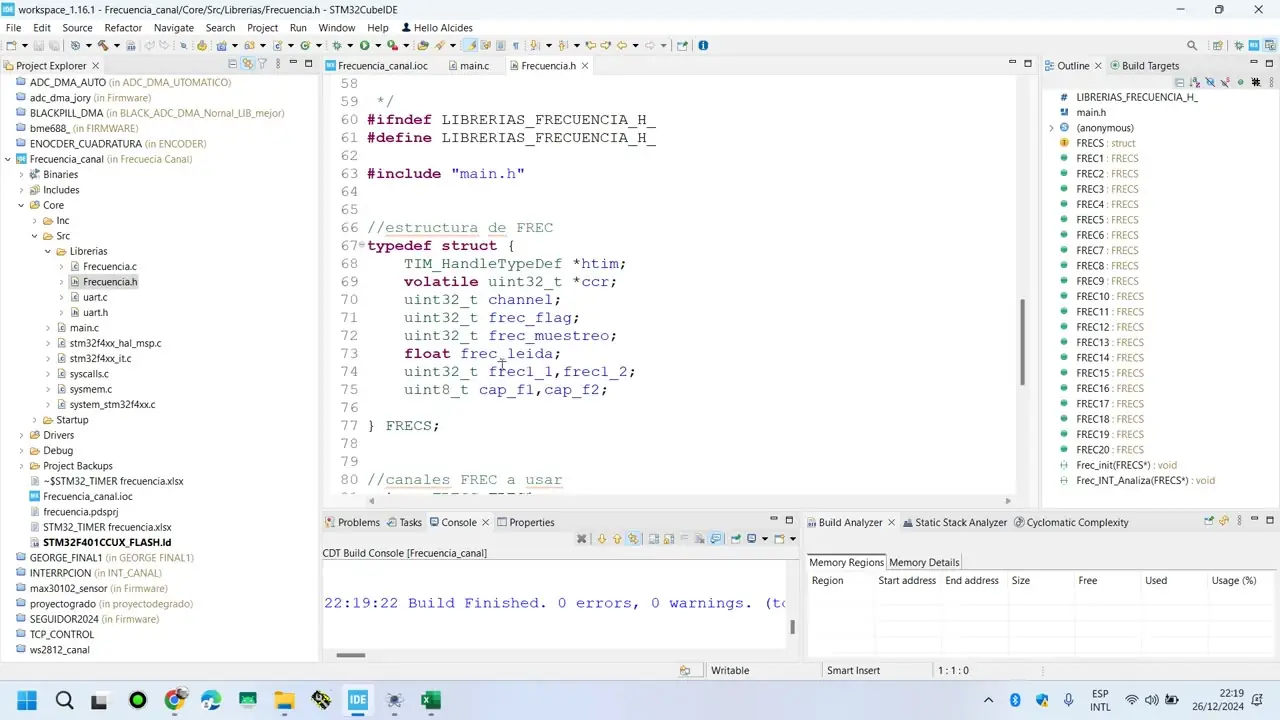 workspace_1.16.1 - Frecuencia_canal/Core/Src/Librerias/Frecuencia.h - STM32CubeIDE
File Edit Source Refactor Navigate Search Project Run Window Help Hello Alcides
Project Explorer
ADC_DMA_AUTO (in ADC_DMA_UTOMATICO)
adc_dma_jory (in Firmware)
BLACKPILL_DMA (in BLACK_ADC_DMA_Nornal_LIB_mejor)
bme688_ (in FIRMWARE)
ENOCDER_CUADRATURA (in ENCODER)
Frecuencia_canal (in Frecuecia Canal)
Binaries
Includes
Core
Inc
Src
Librerias
Frecuencia.c
Frecuencia.h
uart.c
uart.h
main.c
stm32f4xx_hal_msp.c
stm32f4xx_it.c
syscalls.c
sysmem.c
system_stm32f4xx.c
Startup
Drivers
Debug
Project Backups
~$STM32_TIMER frecuencia.xlsx
Frecuencia_canal.ioc
frecuencia.pdsprj
STM32_TIMER frecuencia.xlsx
STM32F401CCUX_FLASH.ld
GEORGE_FINAL1 (in GEORGE FINAL1)
INTERRPCION (in INT_CANAL)
max30102_sensor (in Firmware)
proyectogrado (in proyectodegrado)
SEGUIDOR2024 (in Firmware)
TCP_CONTROL
ws2812_canal
Frecuencia_canal.ioc main.c Frecuencia.h
58
59 */
60 #ifndef LIBRERIAS_FRECUENCIA_H_
61 #define LIBRERIAS_FRECUENCIA_H_
62
63 #include "main.h"
64
65
66 //estructura de FREC
67 typedef struct {
68 TIM_HandleTypeDef *htim;
69 volatile uint32_t *ccr;
70 uint32_t channel;
71 uint32_t frec_flag;
72 uint32_t frec_muestreo;
73 float frec_leida;
74 uint32_t frec1_1,frec1_2;
75 uint8_t cap_f1,cap_f2;
76
77 } FRECS;
78
79
80 //canales FREC a usar
Outline Build Targets
LIBRERIAS_FRECUENCIA_H_
main.h
(anonymous)
FRECS : struct
FREC1 : FRECS
FREC2 : FRECS
FREC3 : FRECS
FREC4 : FRECS
FREC5 : FRECS
FREC6 : FRECS
FREC7 : FRECS
FREC8 : FRECS
FREC9 : FRECS
FREC10 : FRECS
FREC11 : FRECS
FREC12 : FRECS
FREC13 : FRECS
FREC14 : FRECS
FREC15 : FRECS
FREC16 : FRECS
FREC17 : FRECS
FREC18 : FRECS
FREC19 : FRECS
FREC20 : FRECS
Frec_init(FRECS*) : void
Frec_INT_Analiza(FRECS*) : void
Problems Tasks Console Properties
CDT Build Console [Frecuencia_canal]
22:19:22 Build Finished. 0 errors, 0 warnings. (to
Build Analyzer Static Stack Analyzer Cyclomatic Complexity
Memory Regions Memory Details
Region Start address End address Size Free Used Usage (%)
Writable Smart Insert 1 : 1 : 0
IDE
ESP
INTL
22:19
26/12/2024